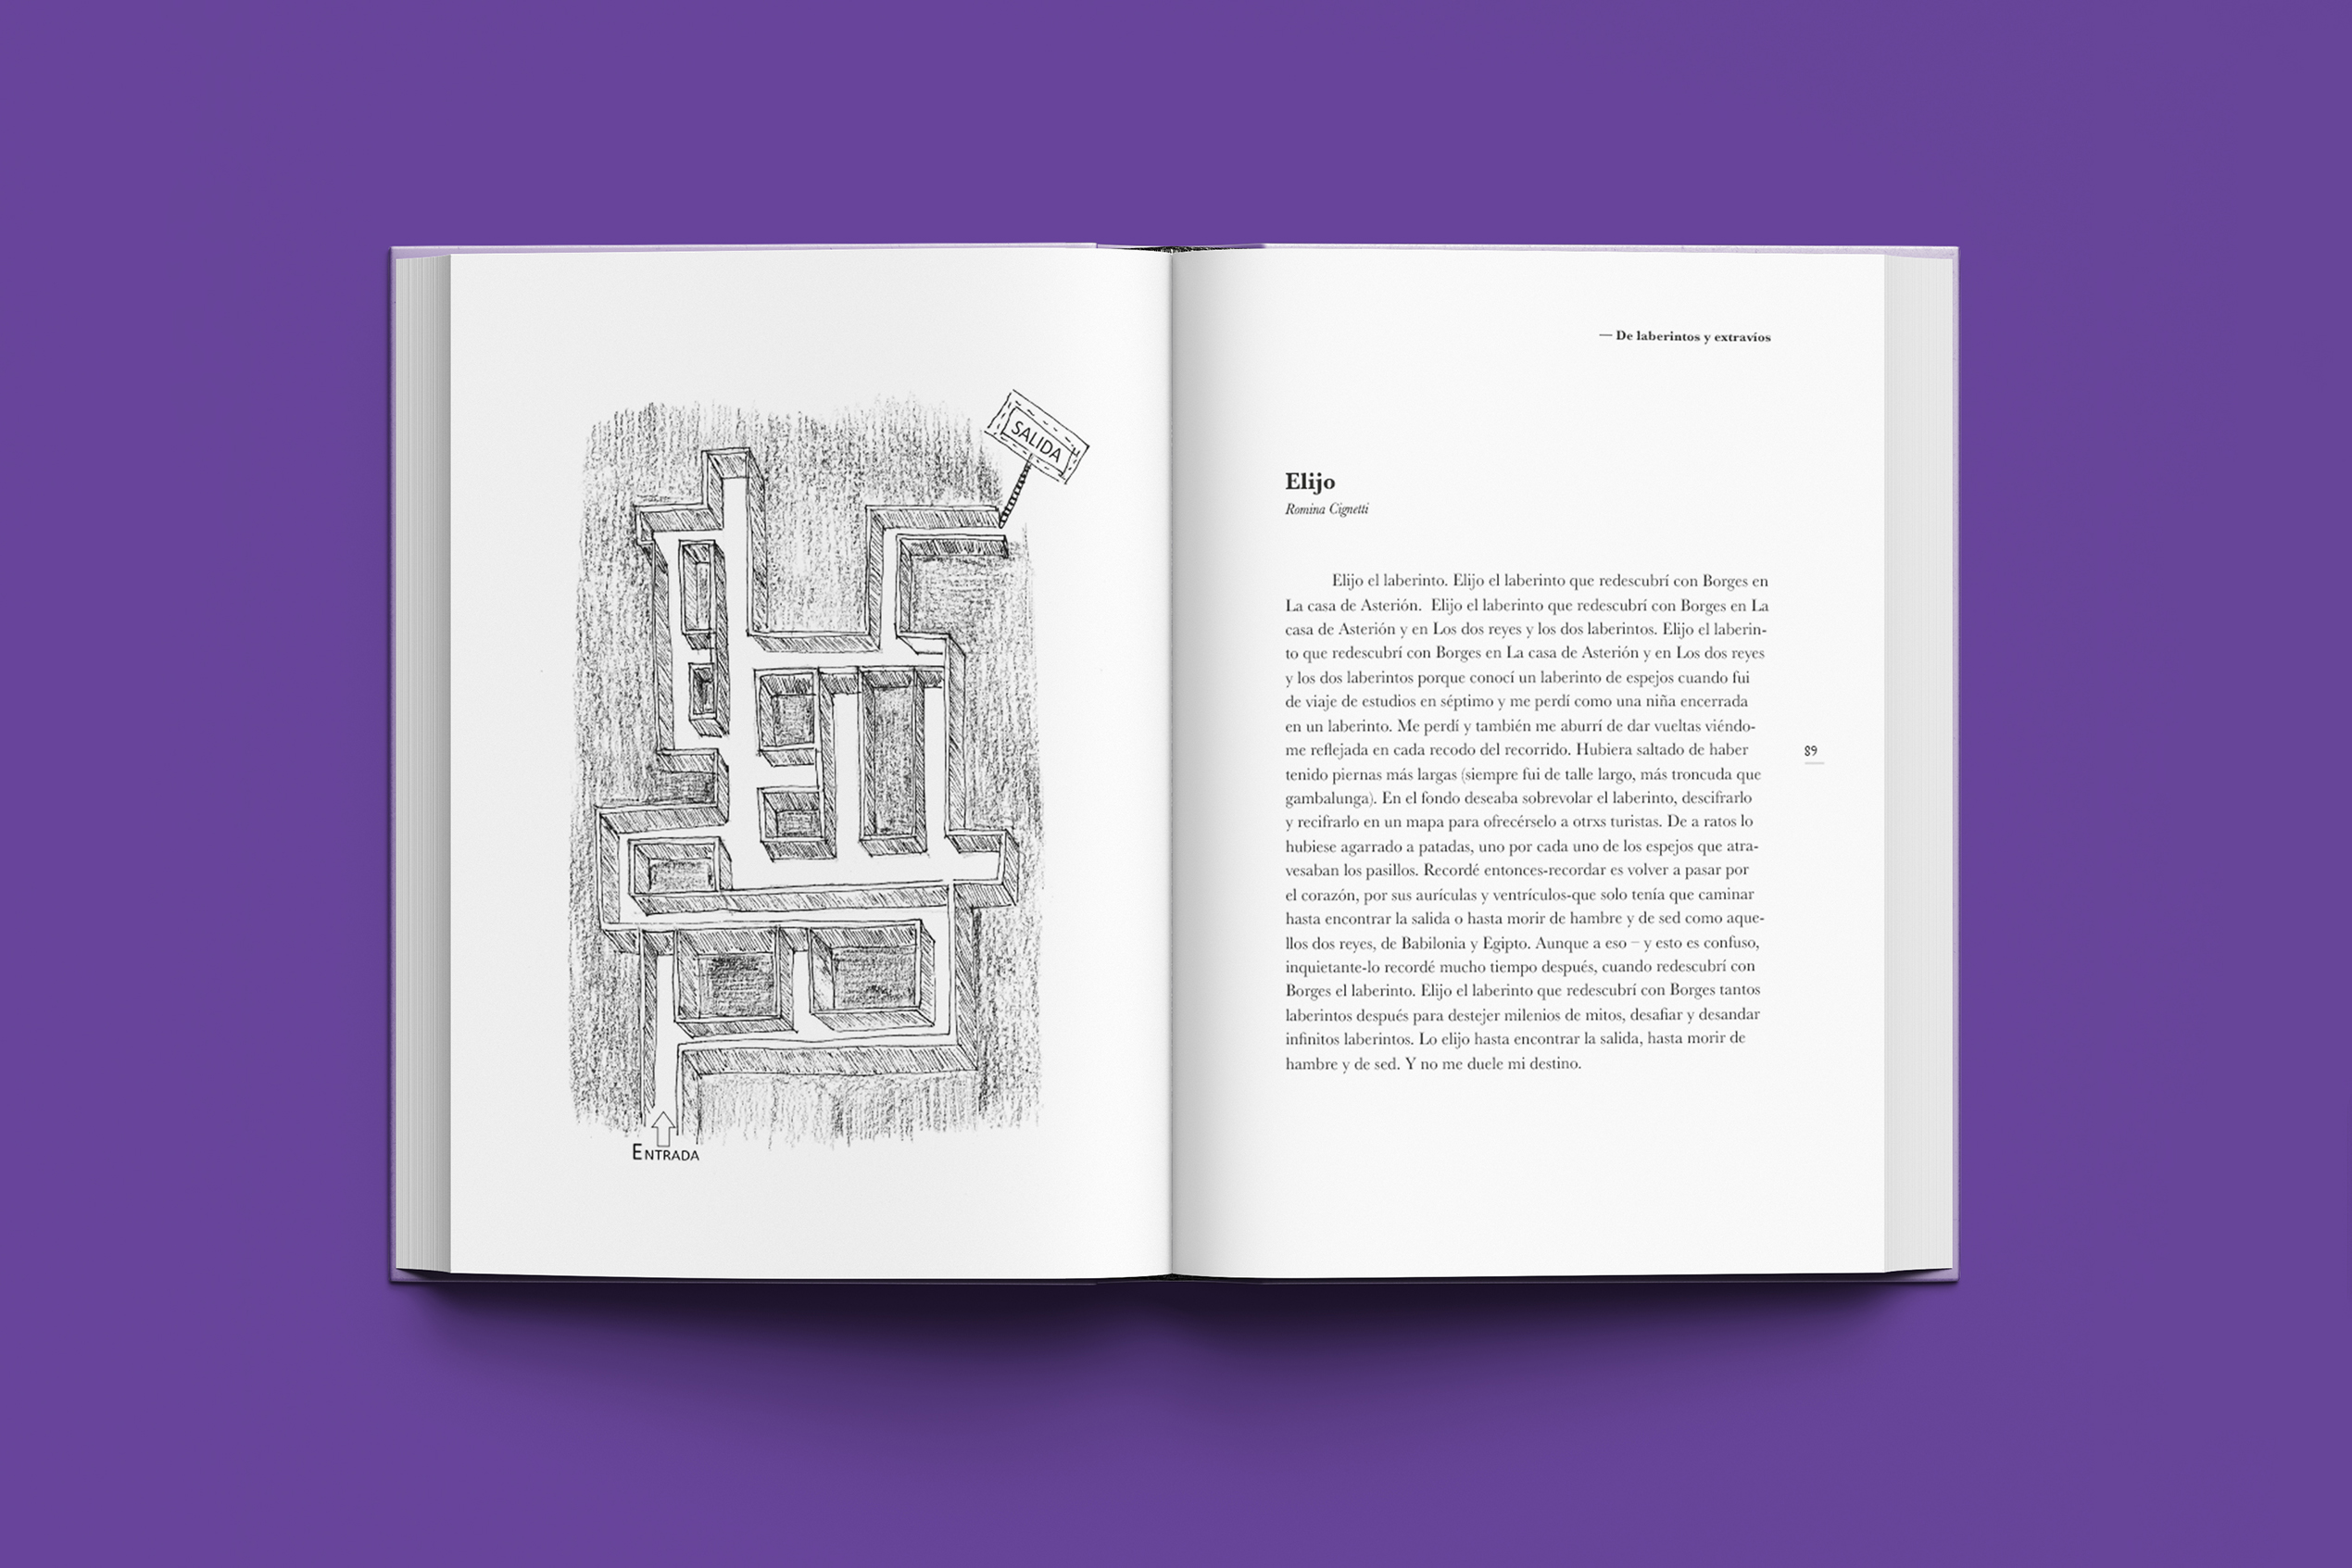 SALIDA
ENTRADA
— De laberintos y extravíos
Elijo
Romina Cignetti
Elijo el laberinto. Elijo el laberinto que redescubrí con Borges en
La casa de Asterión.  Elijo el laberinto que redescubrí con Borges en La
casa de Asterión y en Los dos reyes y los dos laberintos. Elijo el laberin-
to que redescubrí con Borges en La casa de Asterión y en Los dos reyes
y los dos laberintos porque conocí un laberinto de espejos cuando fui
de viaje de estudios en séptimo y me perdí como una niña encerrada
en un laberinto. Me perdí y también me aburrí de dar vueltas viéndo-
me reflejada en cada recodo del recorrido. Hubiera saltado de haber
tenido piernas más largas (siempre fui de talle largo, más troncuda que
gambalunga). En el fondo deseaba sobrevolar el laberinto, descifrarlo
y recifrarlo en un mapa para ofrecérselo a otrxs turistas. De a ratos lo
hubiese agarrado a patadas, uno por cada uno de los espejos que atra-
vesaban los pasillos. Recordé entonces-recordar es volver a pasar por
el corazón, por sus aurículas y ventrículos-que solo tenía que caminar
hasta encontrar la salida o hasta morir de hambre y de sed como aque-
llos dos reyes, de Babilonia y Egipto. Aunque a eso – y esto es confuso,
inquietante-lo recordé mucho tiempo después, cuando redescubrí con
Borges el laberinto. Elijo el laberinto que redescubrí con Borges tantos
laberintos después para destejer milenios de mitos, desafiar y desandar
infinitos laberintos. Lo elijo hasta encontrar la salida, hasta morir de
hambre y de sed. Y no me duele mi destino.
89